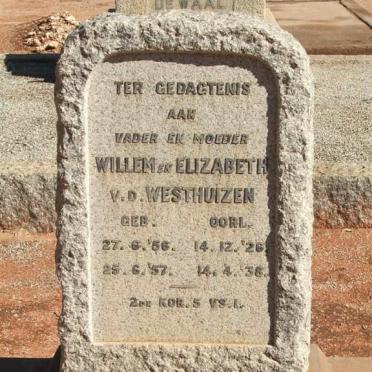 DE WAAL
TER GEDACTENIS
AAN
VADER EN MOEDER
WILLEM EN ELIZABETH
V.D. WESTHUIZEN
GEB. OORL.
27.6.'56. 14.12.'26.
25.6.'57. 14.4.'38.
2DE KOR. 5 VS. 1.